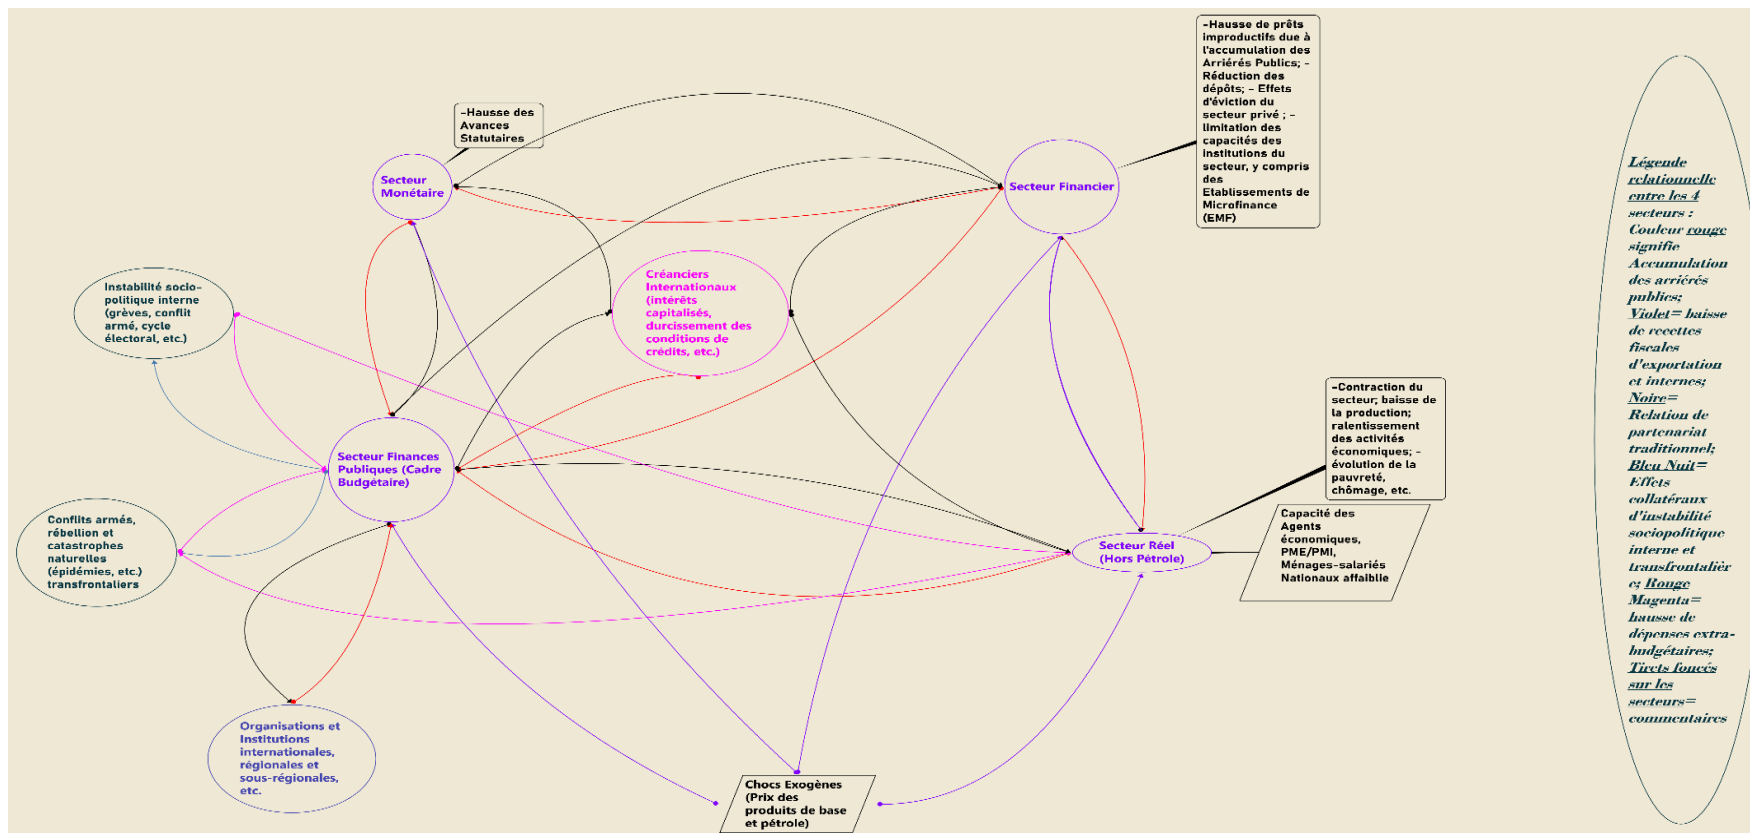 -Hausse des
Avances
Statutaires
Secteur
Monétaire
-Hausse de prêts
improductifs due à
l'accumulation des
Arriérés Publics; -
Réduction des
dépôts; - Effets
d'éviction du
secteur privé ; -
limitation des
capacités des
institutions du
secteur, y compris
des
Etablissements de
Microfinance
(EMF)
Secteur Financier
Instabilité socio-
politique interne
(grèves, conflit
armé, cycle
électoral, etc.)
Créanciers
Internationaux
(intérêts
capitalisés,
durcissement des
conditions de
crédits, etc.)
Secteur Finances
Publiques (Cadre
Budgétaire)
Conflits armés,
rébellion et
catastrophes
naturelles
(épidémies, etc.)
transfrontaliers
-Contraction du
secteur; baisse de
la production;
ralentissement
des activités
économiques; -
évolution de la
pauvreté,
chômage, etc.
Secteur Réel
(Hors Pétrole)
Capacité des
Agents
économiques,
PME/PMI,
Ménages-salariés
Nationaux affaiblie
Organisations et
Institutions
internationales,
régionales et
sous-régionales,
etc.
Chocs Exogènes
(Prix des
produits de base
et pétrole)
Légende
relationnelle
entre les 4
secteurs :
Couleur rouge
signifie
Accumulation
des arriérés
publics;
Violet= baisse
de recettes
fiscales
d'exportation
et internes;
Noire=
Relation de
partenariat
traditionnel;
Bleu Nuit=
Effets
collatéraux
d'instabilité
sociopolitique
interne et
transfrontalièr
e; Rouge
Magenta=
hausse de
dépenses extra-
budgétaires;
Tirets foncés
sur les
secteurs=
commentaires